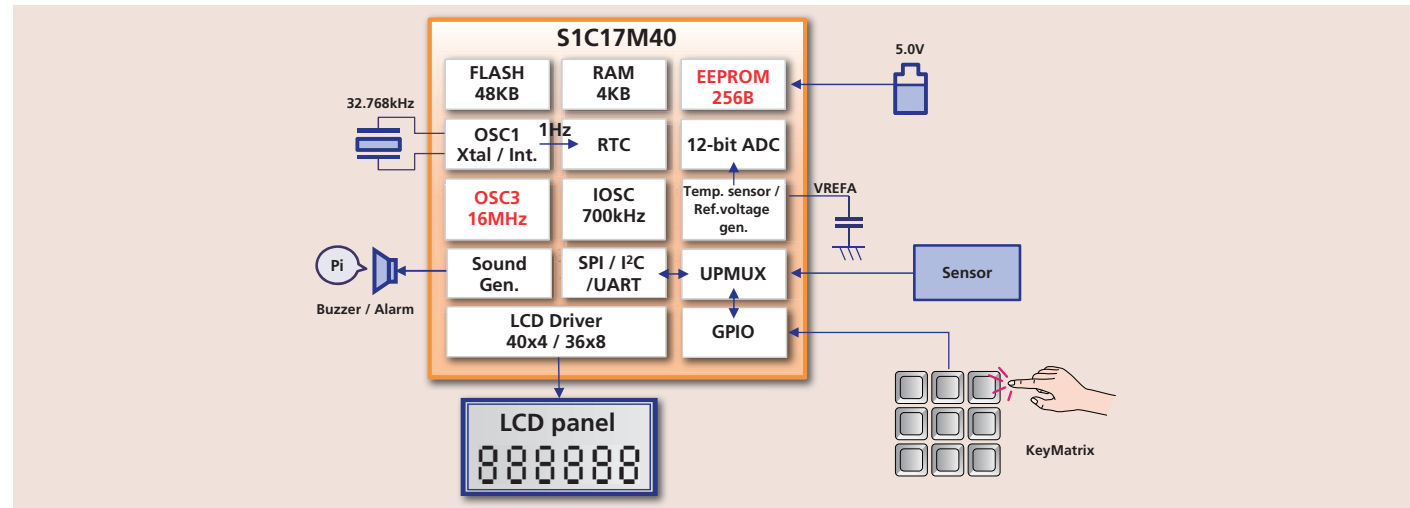 S1C17M40
5.0V
FLASH
48KB
RAM
4KB
EEPROM
256B
32.768kHz
OSC1
Xtal / Int.
1Hz
RTC
12-bit ADC
OSC3
16MHz
IOSC
700kHz
Temp. sensor /
Ref.voltage
gen.
VREFA
Pi
Buzzer / Alarm
Sound
Gen.
SPI / I²C
/UART
UPMUX
Sensor
LCD Driver
40x4 / 36x8
GPIO
LCD panel
888888
KeyMatrix